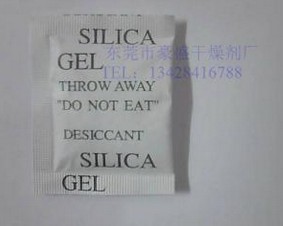 SILICA
GEL
THROW AWAY
"DO NOT EAT"
DESICCANT
SILICA
GEL
东莞市豪盛干燥剂厂
TEL：13428416788